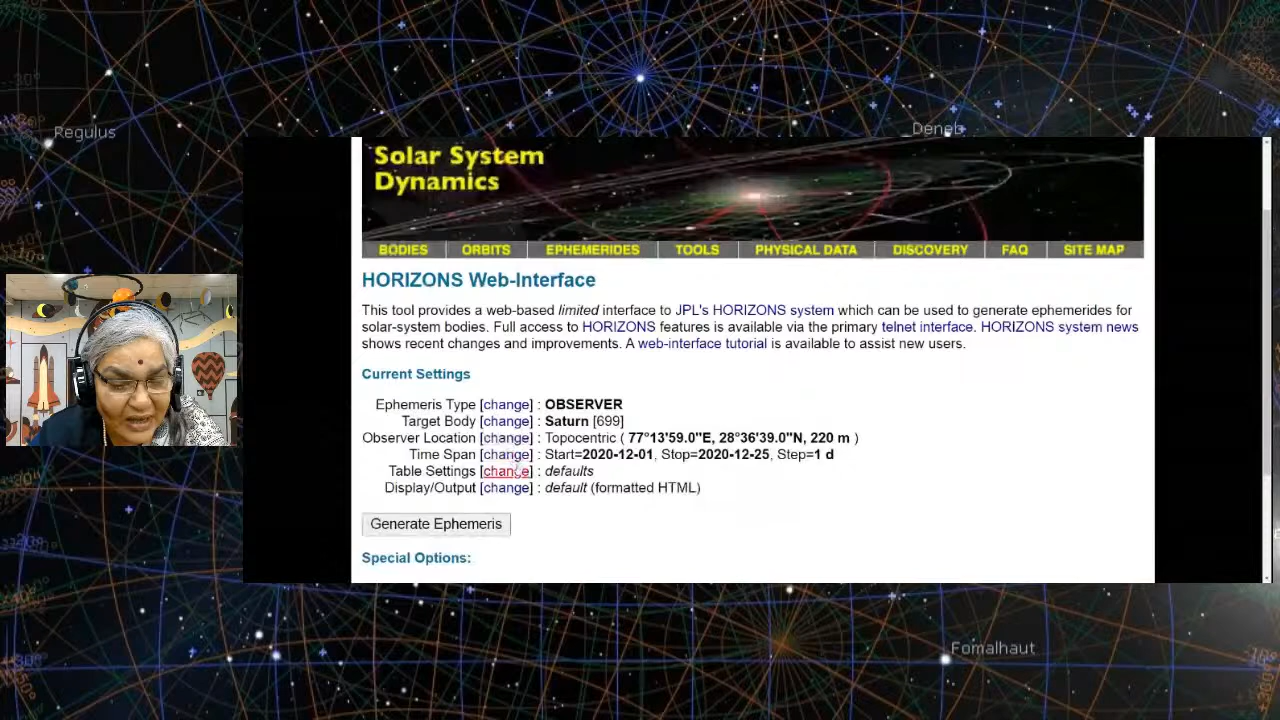 Regulus
Deneb
Solar System
Dynamics
BODIES ORBITS EPHEMERIDES TOOLS PHYSICAL DATA DISCOVERY FAQ SITE MAP
HORIZONS Web-Interface
This tool provides a web-based limited interface to JPL's HORIZONS system which can be used to generate ephemerides for
solar-system bodies. Full access to HORIZONS features is available via the primary telnet interface. HORIZONS system news
shows recent changes and improvements. A web-interface tutorial is available to assist new users.
Current Settings
Ephemeris Type [change] : OBSERVER
Target Body [change] : Saturn [699]
Observer Location [change] : Topocentric ( 77°13'59.0"E, 28°36'39.0"N, 220 m )
Time Span [change] : Start=2020-12-01, Stop=2020-12-25, Step=1 d
Table Settings [change] : defaults
Display/Output [change] : default (formatted HTML)
Generate Ephemeris
Special Options:
Fomalhaut